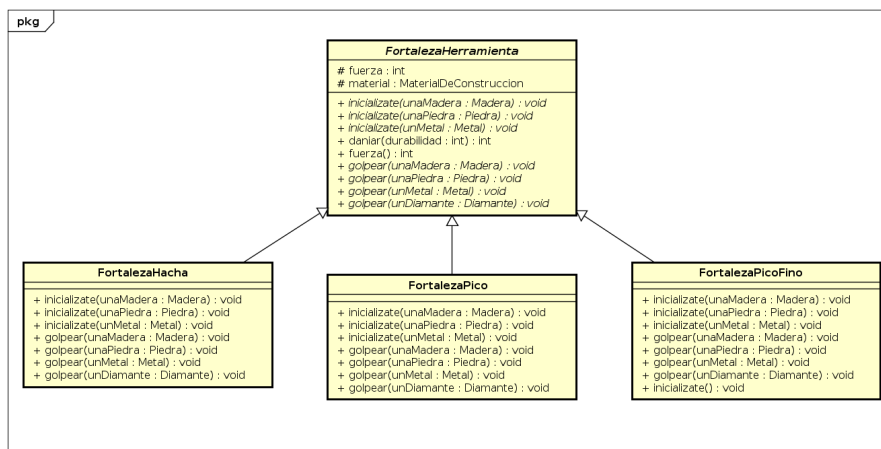 pkg
FortalezaHerramienta
# fuerza : int
# material : MaterialDeConstruccion
+ inicializate(unaMadera : Madera) : void
+ inicializate(unaPiedra : Piedra) : void
+ inicializate(unMetal : Metal) : void
+ daniar(durabilidad : int) : int
+ fuerza() : int
+ golpear(unaMadera : Madera) : void
+ golpear(unaPiedra : Piedra) : void
+ golpear(unMetal : Metal) : void
+ golpear(unDiamante : Diamante) : void
FortalezaHacha
+ inicializate(unaMadera : Madera) : void
+ inicializate(unaPiedra : Piedra) : void
+ inicializate(unMetal : Metal) : void
+ golpear(unaMadera : Madera) : void
+ golpear(unaPiedra : Piedra) : void
+ golpear(unMetal : Metal) : void
+ golpear(unDiamante : Diamante) : void
FortalezaPico
+ inicializate(unaMadera : Madera) : void
+ inicializate(unaPiedra : Piedra) : void
+ inicializate(unMetal : Metal) : void
+ golpear(unaMadera : Madera) : void
+ golpear(unaPiedra : Piedra) : void
+ golpear(unMetal : Metal) : void
+ golpear(unDiamante : Diamante) : void
FortalezaPicoFino
+ inicializate(unaMadera : Madera) : void
+ inicializate(unaPiedra : Piedra) : void
+ inicializate(unMetal : Metal) : void
+ golpear(unaMadera : Madera) : void
+ golpear(unaPiedra : Piedra) : void
+ golpear(unMetal : Metal) : void
+ golpear(unDiamante : Diamante) : void
+ inicializate() : void